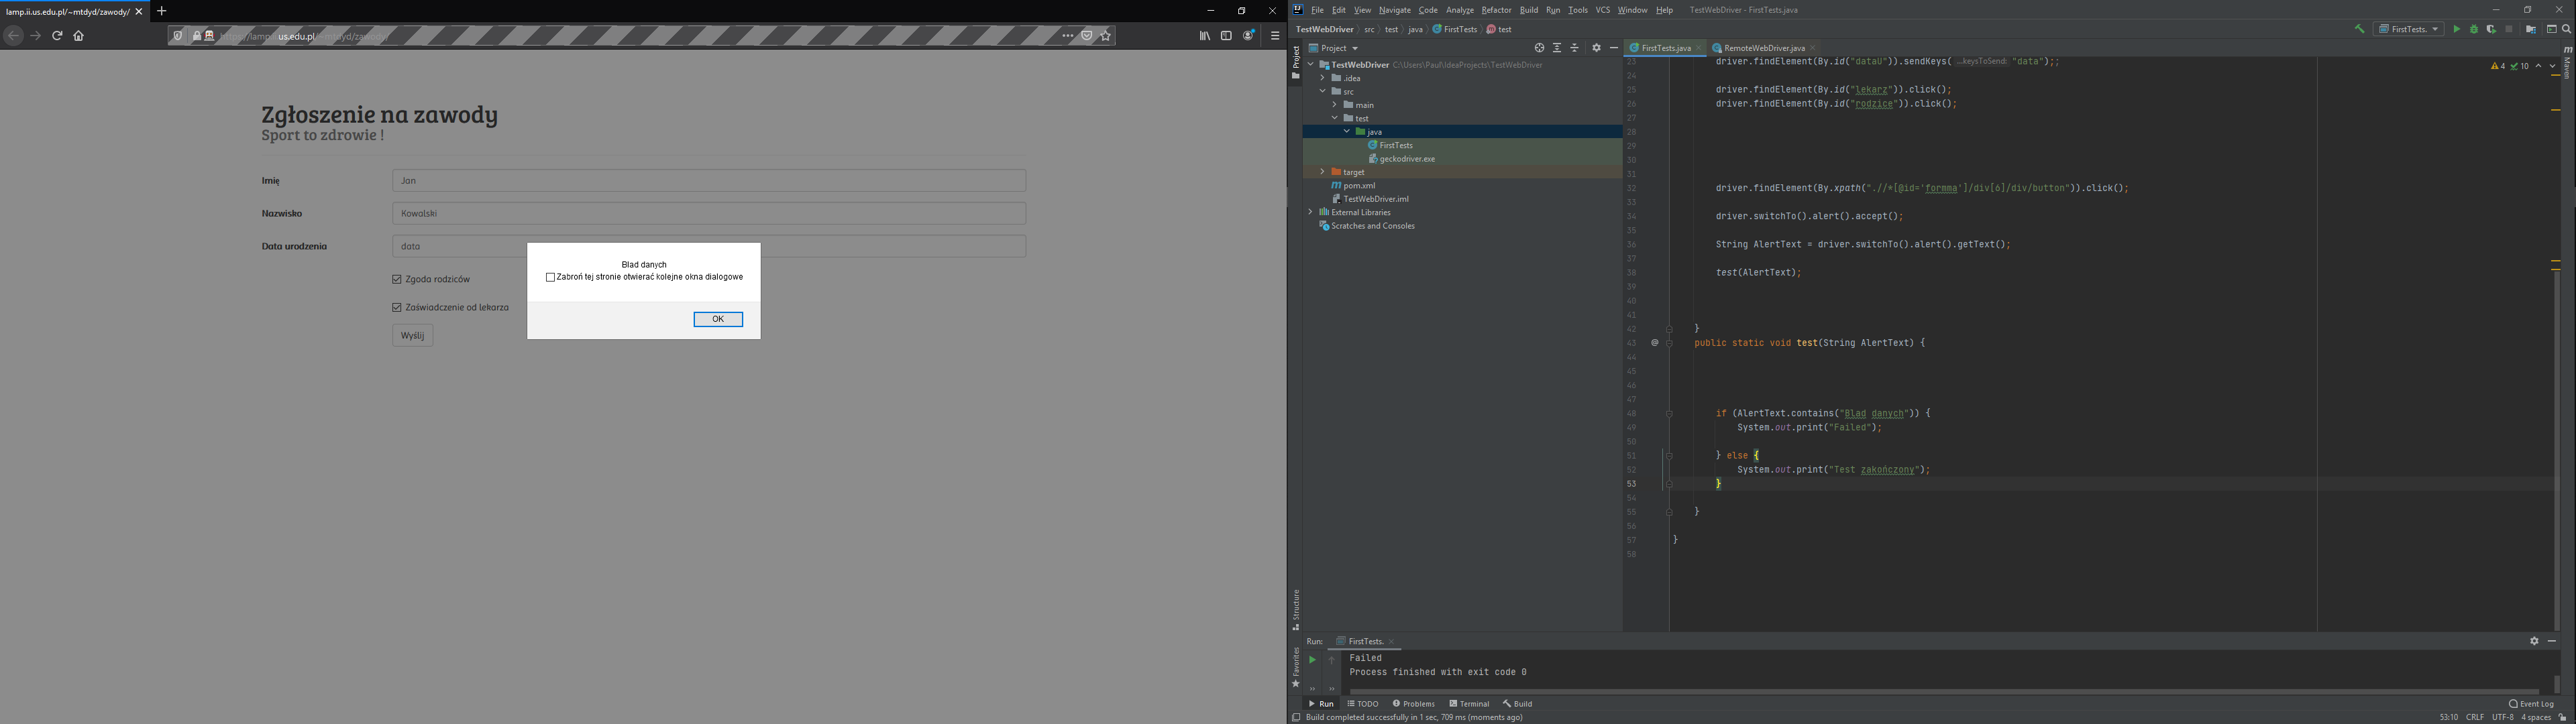 lamp.ii.us.edu.pl/~mtdyd/zawody/
https://lamp.ii.us.edu.pl/~mtdyd/zawody/
Zgłoszenie na zawody
Sport to zdrowie !
Imię
Jan
Nazwisko
Kowalski
Data urodzenia
data
Zgoda rodziców
Zaświadczenie od lekarza
Wyślij
Blad danych
Zabroń tej stronie otwierać kolejne okna dialogowe
OK
File Edit View Navigate Code Analyze Refactor Build Run Tools VCS Window Help TestWebDriver - FirstTests.java
TestWebDriver src test java FirstTests test
FirstTests.
Project
Project
TestWebDriver C:\Users\Paul\IdeaProjects\TestWebDriver
.idea
src
main
test
java
FirstTests
geckodriver.exe
target
pom.xml
TestWebDriver.iml
External Libraries
Scratches and Consoles
Structure
Favorites
FirstTests.java RemoteWebDriver.java
4 10
Maven
23 driver.findElement(By.id("dataU")).sendKeys( ...keysToSend: "data");;
24
25 driver.findElement(By.id("lekarz")).click();
26 driver.findElement(By.id("rodzice")).click();
27
28
29
30
31
32 driver.findElement(By.xpath(".//*[@id='formma']/div[6]/div/button")).click();
33
34 driver.switchTo().alert().accept();
35
36 String AlertText = driver.switchTo().alert().getText();
37
38 test(AlertText);
39
40
41
42 }
43 public static void test(String AlertText) {
44
45
46
47
48 if (AlertText.contains("Blad danych")) {
49 System.out.print("Failed");
50
51 } else {
52 System.out.print("Test zakończony");
53 }
54
55 }
56
57 }
58
Run: FirstTests.
Failed
Process finished with exit code 0
Run TODO Problems Terminal Build Event Log
Build completed successfully in 1 sec, 709 ms (moments ago) 53:10 CRLF UTF-8 4 spaces